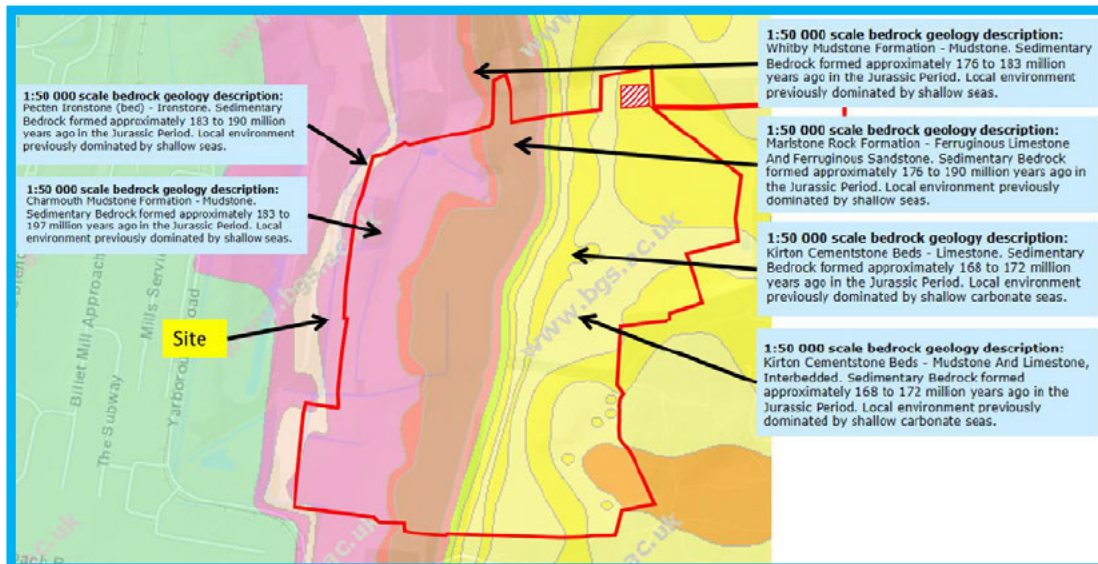 1:50 000 scale bedrock geology description:
Pecten Ironstone (bed) - Ironstone. Sedimentary
Bedrock formed approximately 183 to 190 million
years ago in the Jurassic Period. Local environment
previously dominated by shallow seas.
1:50 000 scale bedrock geology description:
Charmouth Mudstone Formation - Mudstone.
Sedimentary Bedrock formed approximately 183 to
197 million years ago in the Jurassic Period. Local
environment previously dominated by shallow seas.
Site
1:50 000 scale bedrock geology description:
Whitby Mudstone Formation - Mudstone. Sedimentary
Bedrock formed approximately 176 to 183 million
years ago in the Jurassic Period. Local environment
previously dominated by shallow seas.
1:50 000 scale bedrock geology description:
Marlstone Rock Formation - Ferruginous Limestone
And Ferruginous Sandstone. Sedimentary Bedrock
formed approximately 176 to 190 million years ago in
the Jurassic Period. Local environment previously
dominated by shallow seas.
1:50 000 scale bedrock geology description:
Kirton Cementstone Beds - Limestone. Sedimentary
Bedrock formed approximately 168 to 172 million
years ago in the Jurassic Period. Local environment
previously dominated by shallow carbonate seas.
1:50 000 scale bedrock geology description:
Kirton Cementstone Beds - Mudstone And Limestone,
Interbedded. Sedimentary Bedrock formed
approximately 168 to 172 million years ago in the
Jurassic Period. Local environment previously
dominated by shallow carbonate seas.
Billet Mill Approach
The Subway
Mills Servi
Yarborou oad
www.bgs.ac.uk
www.bgs.ac.uk